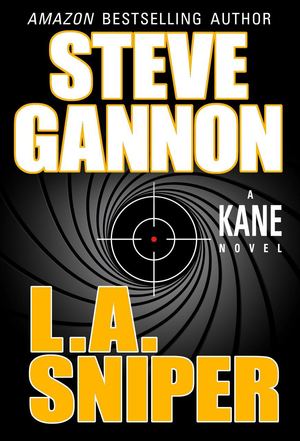 AMAZON BESTSELLING AUTHOR
STEVE
GANNON
A
KANE
NOVEL
L.A.
SNIPER